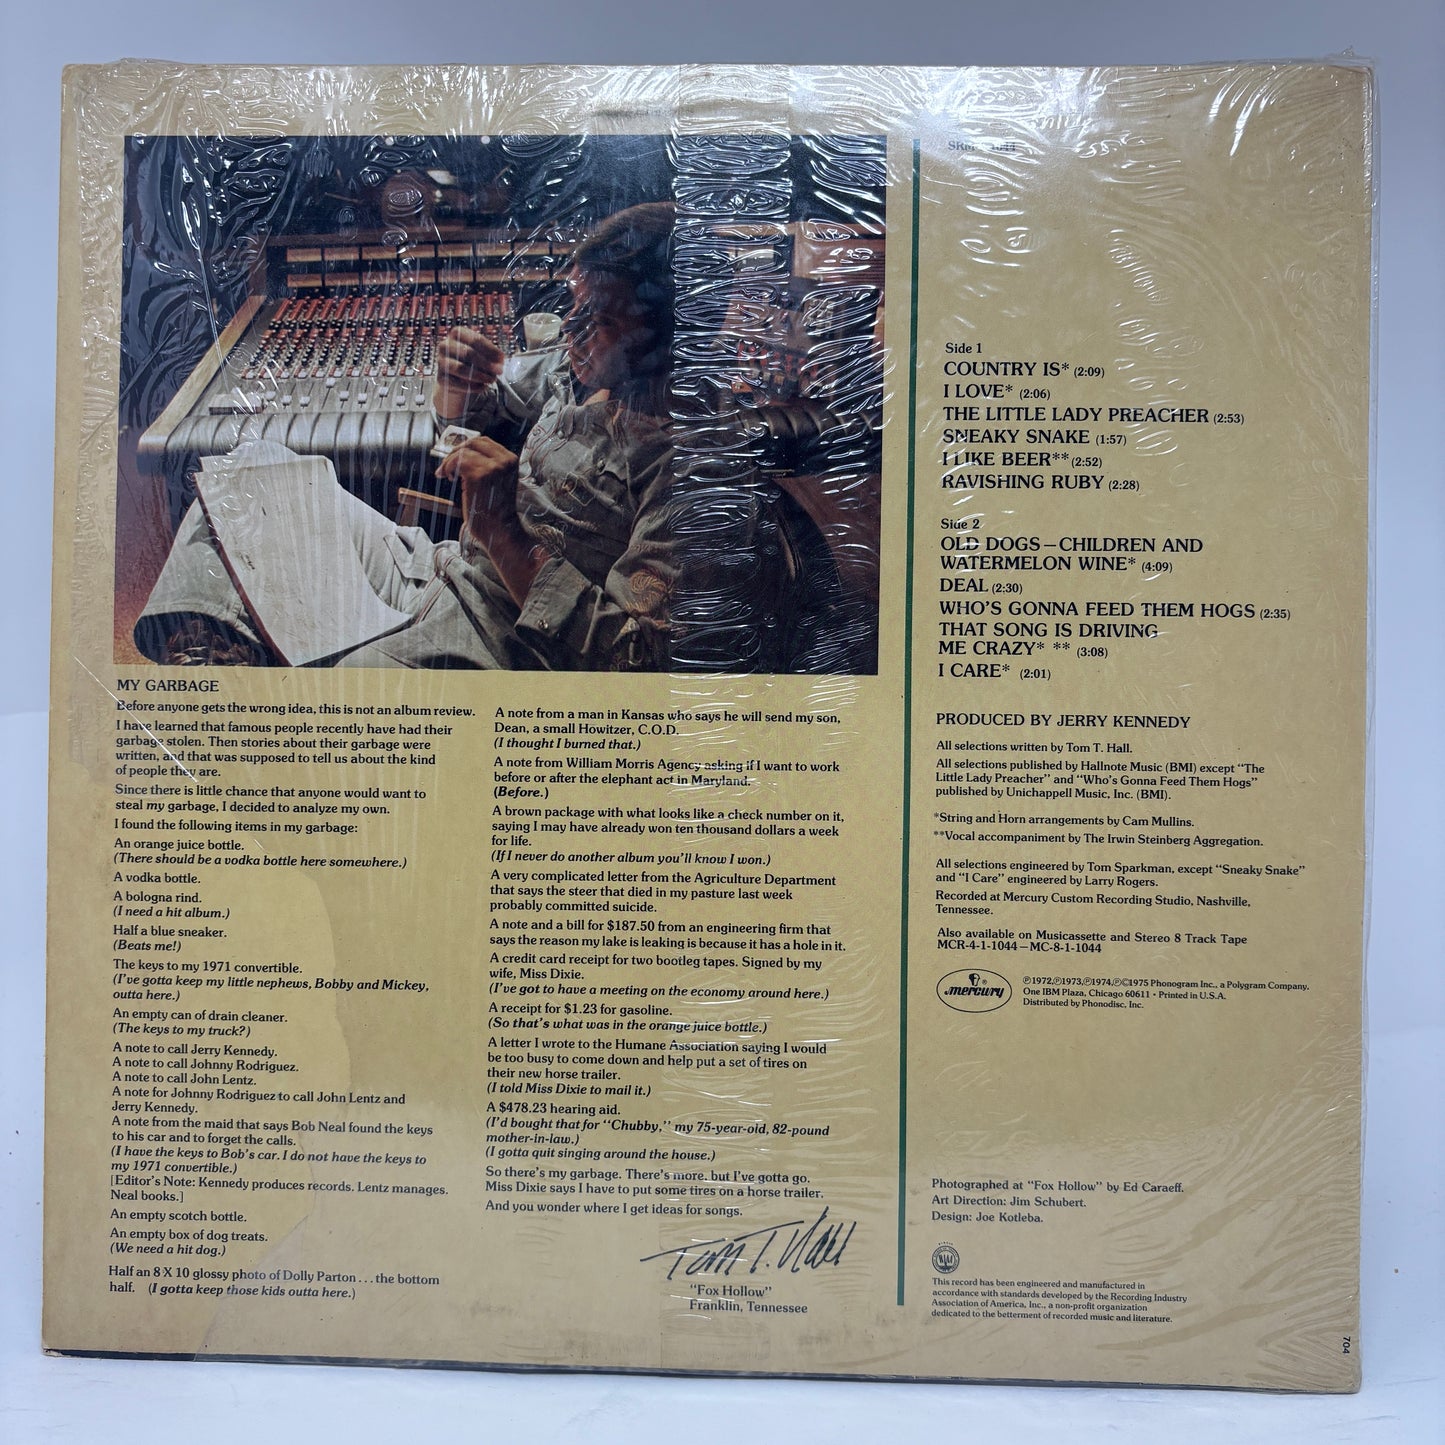 MY GARBAGE
Before anyone gets the wrong idea, this is not an album review.
I have learned that famous people recently have had their
garbage stolen. Then stories about their garbage were
written, and that was supposed to tell us about the kind
of people they are.
Since there is little chance that anyone would want to
steal my garbage, I decided to analyze my own.
I found the following items in my garbage:
An orange juice bottle.
(There should be a vodka bottle here somewhere.)
A vodka bottle.
A bologna rind.
(I need a hit album.)
Half a blue sneaker.
(Beats me!)
The keys to my 1971 convertible.
(I've gotta keep my little nephews, Bobby and Mickey,
outta here.)
An empty can of drain cleaner.
(The keys to my truck?)
A note to call Jerry Kennedy.
A note to call Johnny Rodriguez.
A note to call John Lentz.
A note for Johnny Rodriguez to call John Lentz and
Jerry Kennedy.
A note from the maid that says Bob Neal found the keys
to his car and to forget the calls.
(I have the keys to Bob's car. I do not have the keys to
my 1971 convertible.)
[Editor's Note: Kennedy produces records. Lentz manages.
Neal books.]
An empty scotch bottle.
An empty box of dog treats.
(We need a hit dog.)
Half an 8 X 10 glossy photo of Dolly Parton . . . the bottom
half. (I gotta keep those kids outta here.)
A note from a man in Kansas who says he will send my son,
Dean, a small Howitzer, C.O.D.
(I thought I burned that.)
A note from William Morris Agency asking if I want to work
before or after the elephant act in Maryland.
(Before.)
A brown package with what looks like a check number on it,
saying I may have already won ten thousand dollars a week
for life.
(If I never do another album you'll know I won.)
A very complicated letter from the Agriculture Department
that says the steer that died in my pasture last week
probably committed suicide.
A note and a bill for $187.50 from an engineering firm that
says the reason my lake is leaking is because it has a hole in it.
A credit card receipt for two bootleg tapes. Signed by my
wife, Miss Dixie.
(I've got to have a meeting on the economy around here.)
A receipt for $1.23 for gasoline.
(So that's what was in the orange juice bottle.)
A letter I wrote to the Humane Association saying I would
be too busy to come down and help put a set of tires on
their new horse trailer.
(I told Miss Dixie to mail it.)
A $478.23 hearing aid.
(I'd bought that for "Chubby," my 75-year-old, 82-pound
mother-in-law.)
(I gotta quit singing around the house.)
So there's my garbage. There's more, but I've gotta go.
Miss Dixie says I have to put some tires on a horse trailer.
And you wonder where I get ideas for songs.
Tom T. Hall
"Fox Hollow"
Franklin, Tennessee
SRM 1044
Side 1
COUNTRY IS* (2:09)
I LOVE* (2:06)
THE LITTLE LADY PREACHER (2:53)
SNEAKY SNAKE (1:57)
I LIKE BEER** (2:52)
RAVISHING RUBY (2:28)
Side 2
OLD DOGS—CHILDREN AND
WATERMELON WINE* (4:09)
DEAL (2:30)
WHO'S GONNA FEED THEM HOGS (2:35)
THAT SONG IS DRIVING
ME CRAZY* ** (3:08)
I CARE* (2:01)
PRODUCED BY JERRY KENNEDY
All selections written by Tom T. Hall.
All selections published by Hallnote Music (BMI) except "The
Little Lady Preacher" and "Who's Gonna Feed Them Hogs"
published by Unichappell Music, Inc. (BMI).
*String and Horn arrangements by Cam Mullins.
**Vocal accompaniment by The Irwin Steinberg Aggregation.
All selections engineered by Tom Sparkman, except "Sneaky Snake"
and "I Care" engineered by Larry Rogers.
Recorded at Mercury Custom Recording Studio, Nashville,
Tennessee.
Also available on Musicassette and Stereo 8 Track Tape
MCR-4-1-1044—MC-8-1-1044
mercury ®
℗1972,℗1973,℗1974,℗©1975 Phonogram Inc., a Polygram Company.
One IBM Plaza, Chicago 60611 • Printed in U.S.A.
Distributed by Phonodisc, Inc.
Photographed at "Fox Hollow" by Ed Caraeff.
Art Direction: Jim Schubert.
Design: Joe Kotleba.
This record has been engineered and manufactured in
accordance with standards developed by the Recording Industry
Association of America, Inc., a non-profit organization
dedicated to the betterment of recorded music and literature.
704